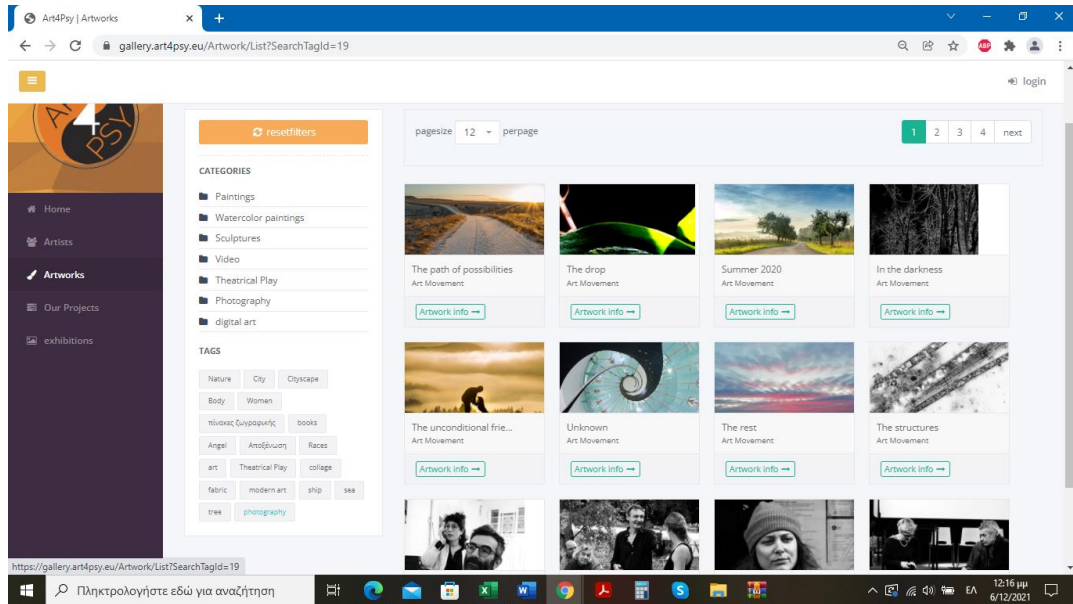 Art4Psy | Artworks
gallery.art4psy.eu/Artwork/List?SearchTagId=19
ABP
login
4
PSY
resetfilters
pagesize 12 perpage
1 2 3 4 next
CATEGORIES
Paintings
Watercolor paintings
Sculptures
Video
Theatrical Play
Photography
digital art
TAGS
Nature City Cityscape
Body Women
πίνακες ζωγραφικής books
Angel Αποξένωση Races
art Theatrical Play collage
fabric modern art ship sea
tree photography
Home
Artists
Artworks
Our Projects
exhibitions
The path of possibilities
Art Movement
Artwork info
The drop
Art Movement
Artwork info
Summer 2020
Art Movement
Artwork info
In the darkness
Art Movement
Artwork info
The unconditional frie...
Art Movement
Artwork info
Unknown
Art Movement
Artwork info
The rest
Art Movement
Artwork info
The structures
Art Movement
Artwork info
https://gallery.art4psy.eu/Artwork/List?SearchTagId=19
Πληκτρολογήστε εδώ για αναζήτηση
ΕΛ
12:16 μμ
6/12/2021